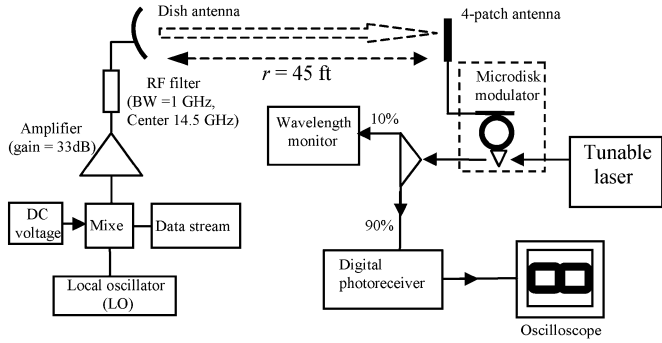 Dish antenna
4-patch antenna
r = 45 ft
RF filter
(BW =1 GHz,
Center 14.5 GHz)
Microdisk
modulator
Amplifier
(gain = 33dB)
Wavelength
monitor
10%
Tunable
laser
DC
voltage
Mixe
Data stream
90%
Digital
photoreceiver
Local oscillator
(LO)
Oscilloscope